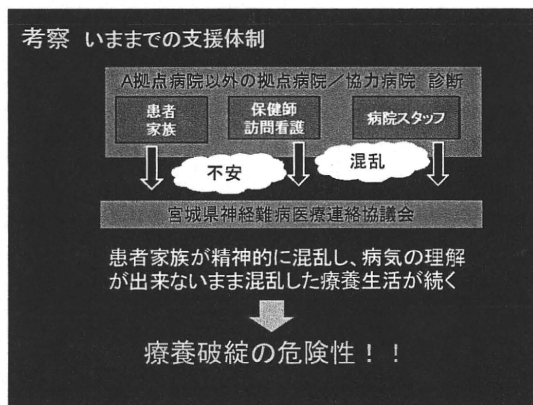 考察 いままでの支援体制
A拠点病院以外の拠点病院／協力病院 診断
患者
家族
保健師
訪問看護
病院スタッフ
不安
混乱
宮城県神経難病医療連絡協議会
患者家族が精神的に混乱し、病気の理解
が出来ないまま混乱した療養生活が続く
療養破綻の危険性！！